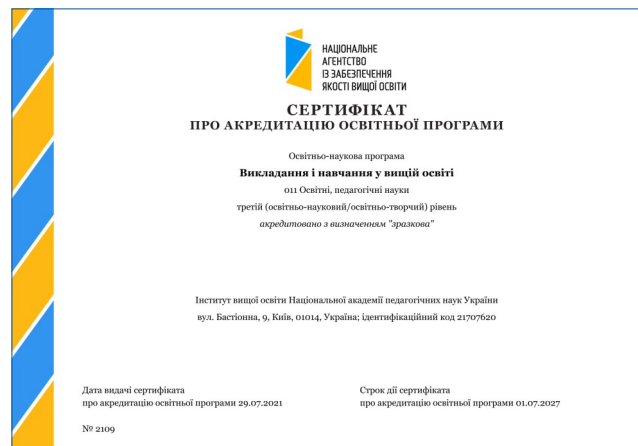 НАЦІОНАЛЬНЕ
АГЕНТСТВО
ІЗ ЗАБЕЗПЕЧЕННЯ
ЯКОСТІ ВИЩОЇ ОСВІТИ
СЕРТИФІКАТ
ПРО АКРЕДИТАЦІЮ ОСВІТНЬОЇ ПРОГРАМИ
Освітньо-наукова програма
Викладання і навчання у вищій освіті
011 Освітні, педагогічні науки
третій (освітньо-науковий/освітньо-творчий) рівень
акредитовано з визначенням "зразкова"
Інститут вищої освіти Національної академії педагогічних наук України
вул. Бастіонна, 9, Київ, 01014, Україна; ідентифікаційний код 21707620
Дата видачі сертифіката
про акредитацію освітньої програми 29.07.2021
Строк дії сертифіката
про акредитацію освітньої програми 01.07.2027
№ 2109